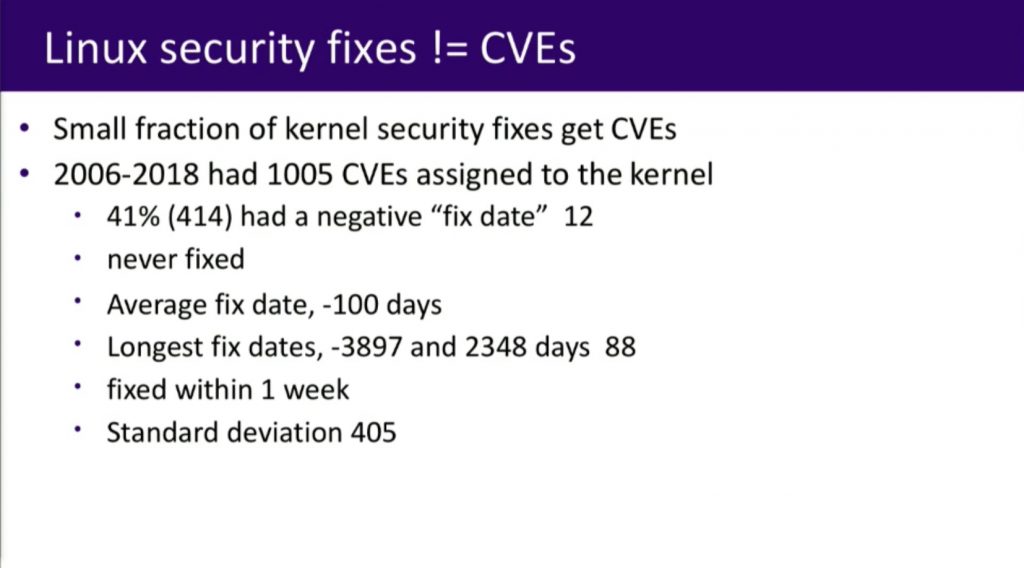 Linux security fixes != CVEs
• Small fraction of kernel security fixes get CVEs
• 2006-2018 had 1005 CVEs assigned to the kernel
• 41% (414) had a negative “fix date” 12
• never fixed
• Average fix date, -100 days
• Longest fix dates, -3897 and 2348 days 88
• fixed within 1 week
• Standard deviation 405